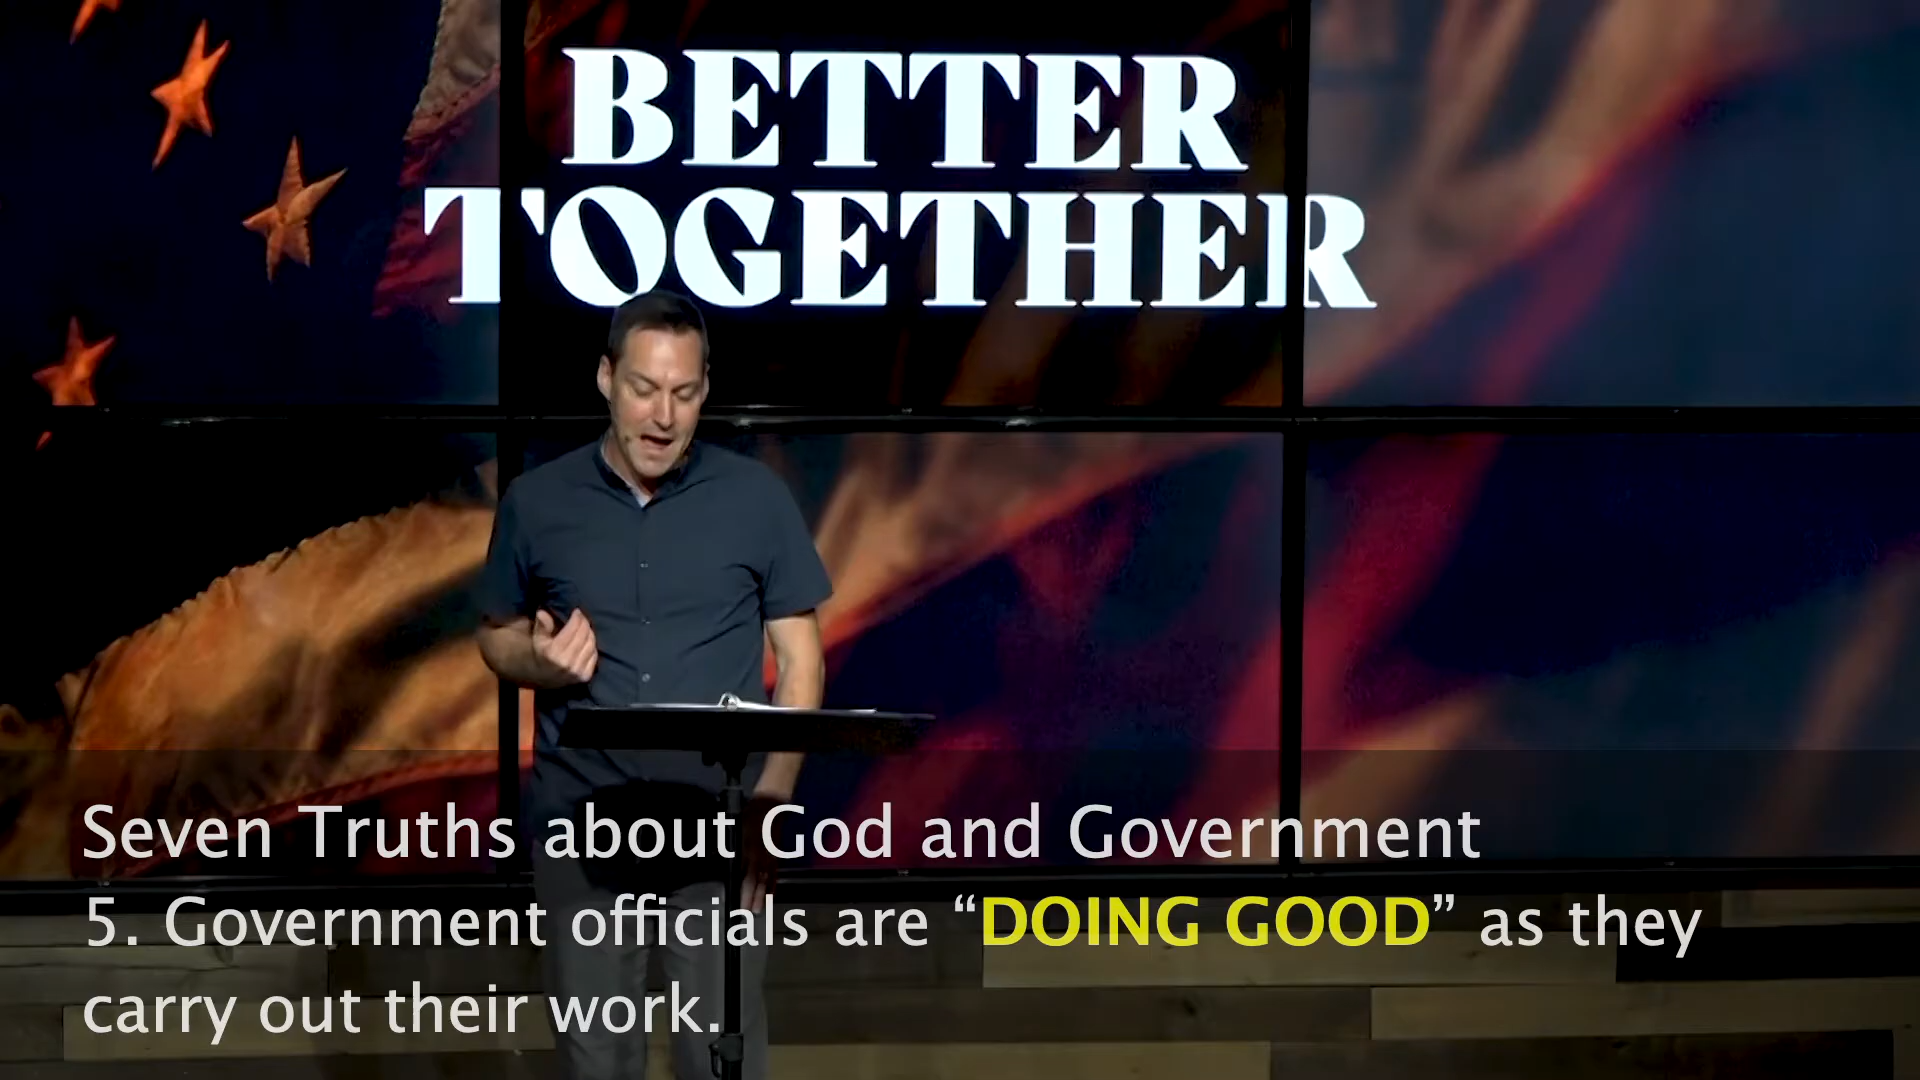 BETTER
TOGETHER
Seven Truths about God and Government
5. Government officials are “DOING GOOD” as they
carry out their work.